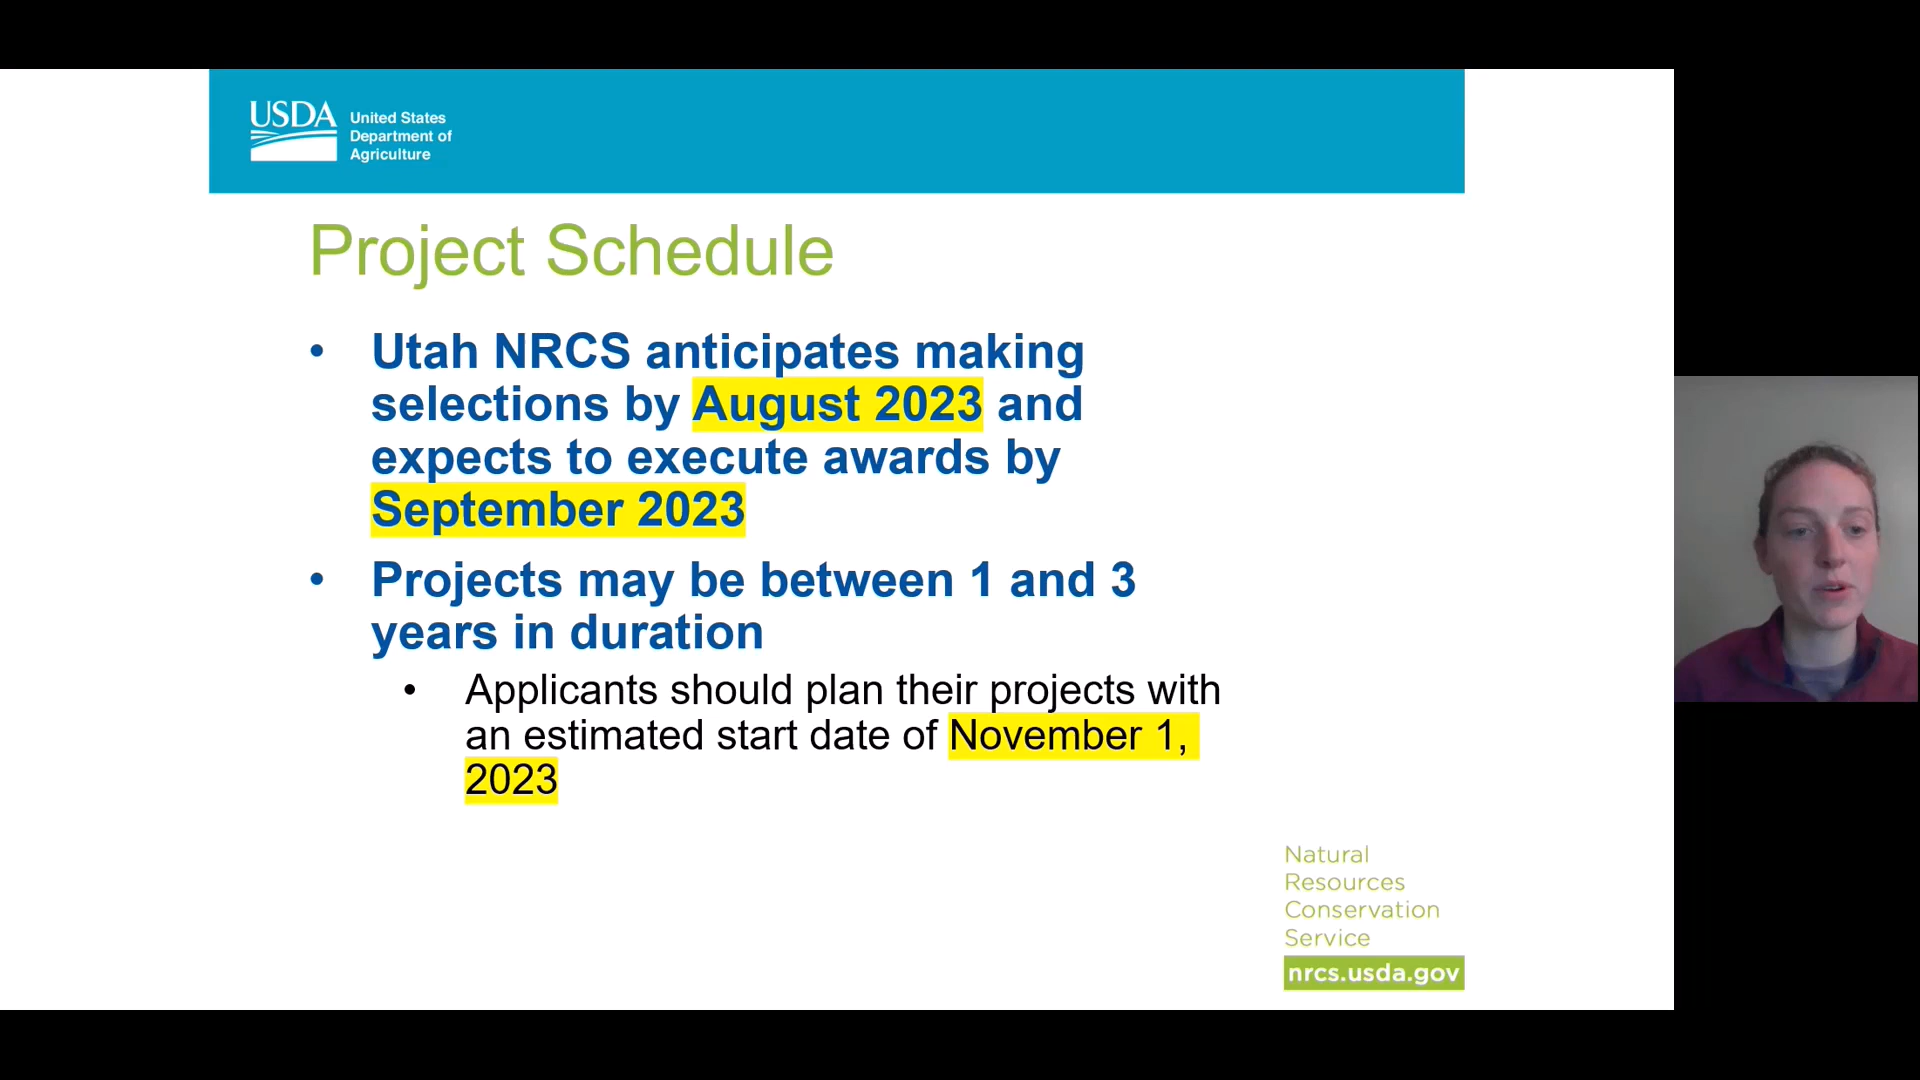 USDA
United States
Department of
Agriculture
Project Schedule
• Utah NRCS anticipates making
selections by August 2023 and
expects to execute awards by
September 2023
• Projects may be between 1 and 3
years in duration
• Applicants should plan their projects with
an estimated start date of November 1,
2023
Natural
Resources
Conservation
Service
nrcs.usda.gov